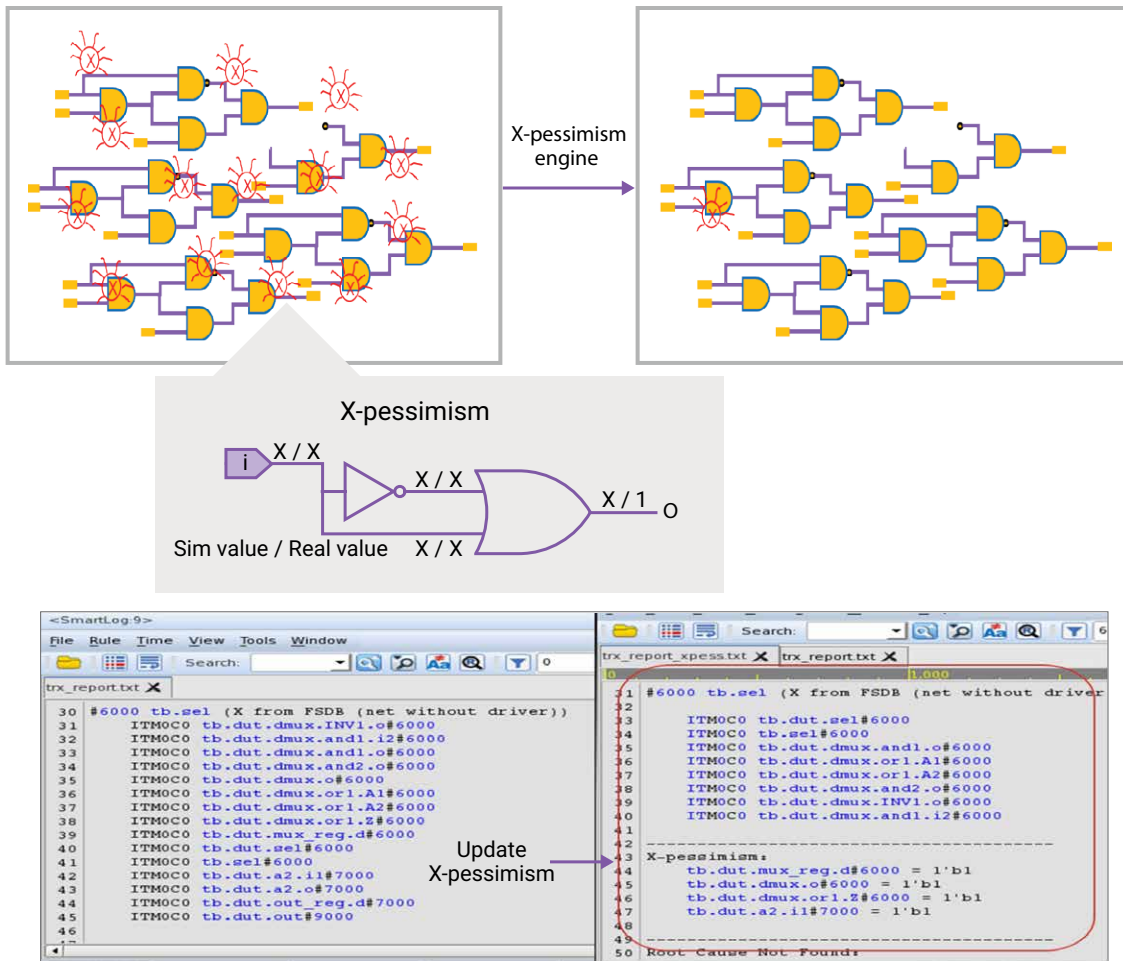 X X X
X
X-pessimism
engine
X X X X X
X X
X
X X
X X X X
X-pessimism
i
X / X
X / X
X / 1
O
Sim value / Real value
X / X
<SmartLog:9>
File Rule Time View Tools Window
Search:
0
trx_report.txt
30 #6000 tb.sel (X from FSDB (net without driver))
31 ITM0C0 tb.dut.dmux.INV1.o#6000
32 ITM0C0 tb.dut.dmux.and1.i2#6000
33 ITM0C0 tb.dut.dmux.and1.o#6000
34 ITM0C0 tb.dut.dmux.and2.o#6000
35 ITM0C0 tb.dut.dmux.o#6000
36 ITM0C0 tb.dut.dmux.or1.A1#6000
37 ITM0C0 tb.dut.dmux.or1.A2#6000
38 ITM0C0 tb.dut.dmux.or1.Z#6000
39 ITM0C0 tb.dut.mux_reg.d#6000
40 ITM0C0 tb.dut.sel#6000
41 ITM0C0 tb.sel#6000
42 ITM0C0 tb.dut.a2.i1#7000
43 ITM0C0 tb.dut.a2.o#7000
44 ITM0C0 tb.dut.out_reg.d#7000
45 ITM0C0 tb.dut.out#9000
46
Update
X-pessimism
Search:
6
trx_report_xpess.txt trx_report.txt
0 1,000
31 #6000 tb.sel (X from FSDB (net without driver
32
33 ITM0C0 tb.dut.sel#6000
34 ITM0C0 tb.sel#6000
35 ITM0C0 tb.dut.dmux.and1.o#6000
36 ITM0C0 tb.dut.dmux.or1.A1#6000
37 ITM0C0 tb.dut.dmux.or1.A2#6000
38 ITM0C0 tb.dut.dmux.and2.o#6000
39 ITM0C0 tb.dut.dmux.INV1.o#6000
40 ITM0C0 tb.dut.dmux.and1.i2#6000
41
42 ----------------------------------------
43 X-pessimism:
44 tb.dut.mux_reg.d#6000 = 1'b1
45 tb.dut.dmux.o#6000 = 1'b1
46 tb.dut.dmux.or1.Z#6000 = 1'b1
47 tb.dut.a2.i1#7000 = 1'b1
48
49 ----------------------------------------
50 Root Cause Not Found: